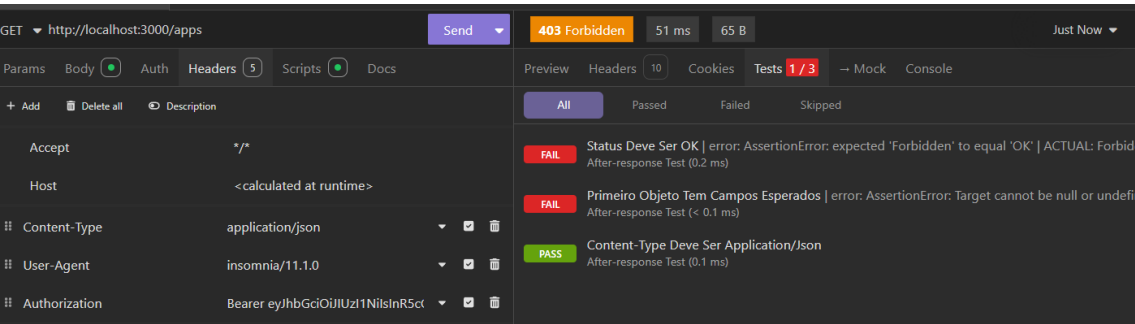 GET http://localhost:3000/apps Send
403 Forbidden 51 ms 65 B Just Now
Params Body Auth Headers 5 Scripts Docs
Preview Headers 10 Cookies Tests 1 / 3 → Mock Console
+ Add Delete all Description
All Passed Failed Skipped
Accept */*
Host <calculated at runtime>
Content-Type application/json
User-Agent insomnia/11.1.0
Authorization Bearer eyJhbGciOiJIUzI1NiIsInR5c(
FAIL Status Deve Ser OK | error: AssertionError: expected 'Forbidden' to equal 'OK' | ACTUAL: Forbid
After-response Test (0.2 ms)
FAIL Primeiro Objeto Tem Campos Esperados | error: AssertionError: Target cannot be null or undefi
After-response Test (< 0.1 ms)
PASS Content-Type Deve Ser Application/Json
After-response Test (0.1 ms)